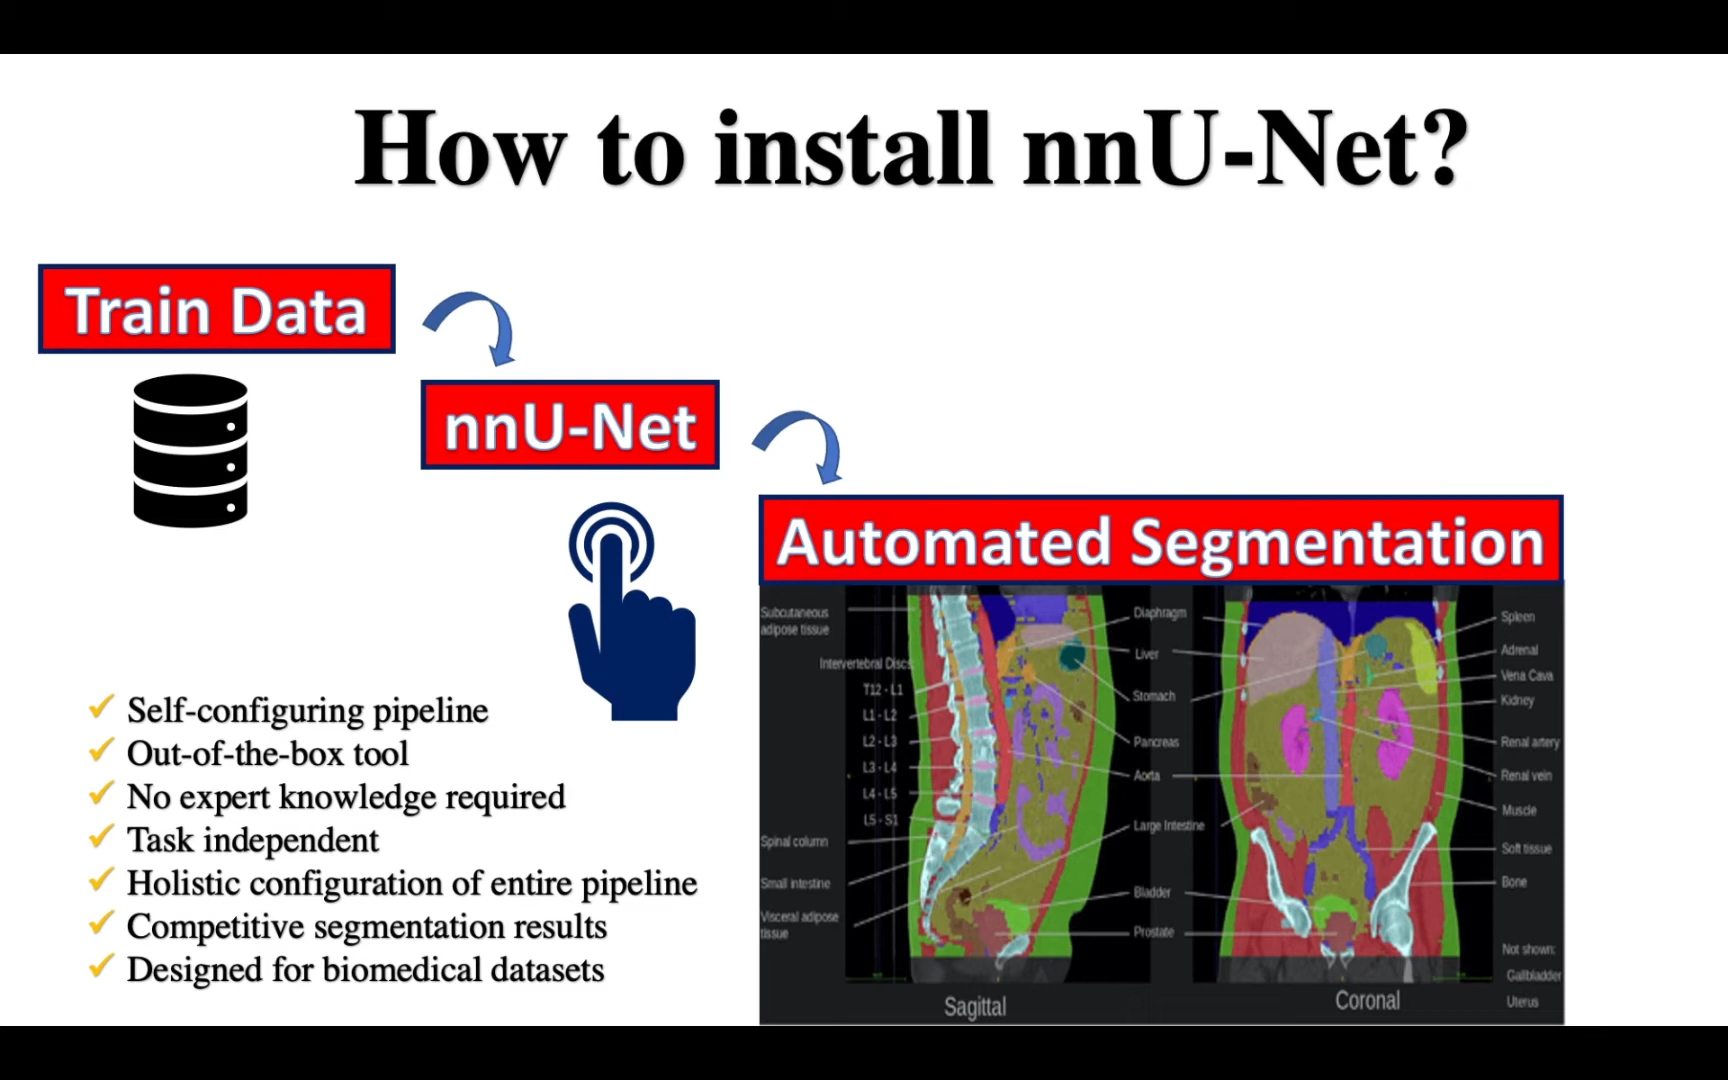 How to install nnU-Net?
Train Data
nnU-Net
Automated Segmentation
✓ Self-configuring pipeline
✓ Out-of-the-box tool
✓ No expert knowledge required
✓ Task independent
✓ Holistic configuration of entire pipeline
✓ Competitive segmentation results
✓ Designed for biomedical datasets
Subcutaneous
adipose tissue
Intervertebral Discs
T12 - L1
L1 - L2
L2 - L3
L3 - L4
L4 - L5
L5 - S1
Spinal column
Small intestine
Visceral adipose
tissue
Diaphragm
Liver
Stomach
Pancreas
Aorta
Large Intestine
Bladder
Prostate
Spleen
Adrenal
Vena Cava
Kidney
Renal artery
Renal vein
Muscle
Soft tissue
Bone
Not shown:
Gallbladder
Uterus
Sagittal
Coronal